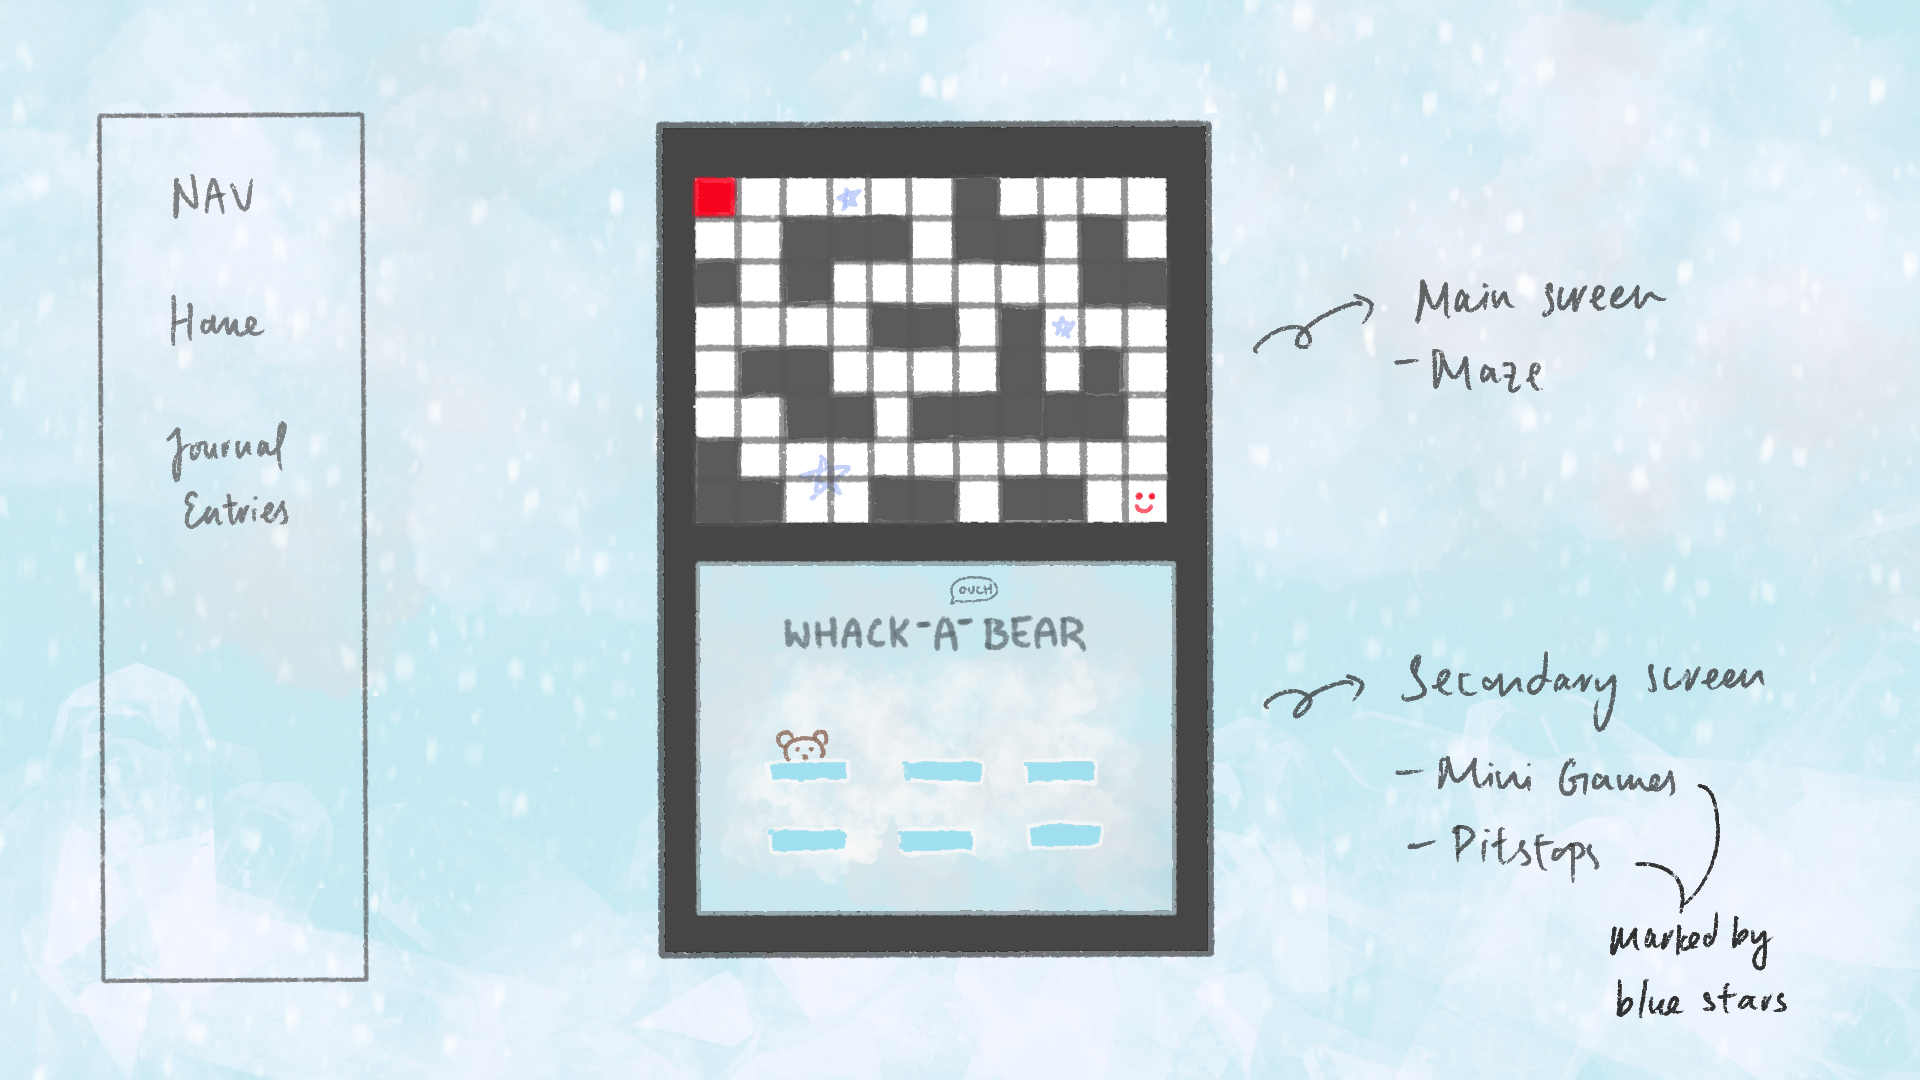 NAV
Home
Journal
Entries
OUCH
WHACK-A-BEAR
Main screen
- Maze
Secondary screen
- Mini Games
- Pitstops
Marked by
blue stars